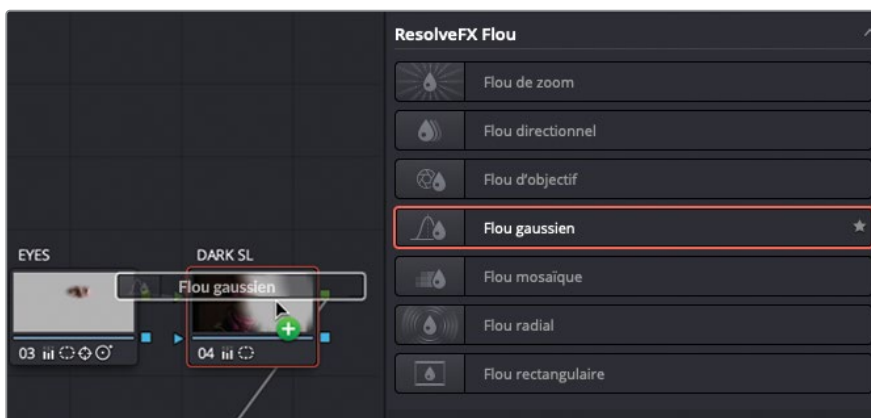 ResolveFX Flou
Flou de zoom
Flou directionnel
Flou d'objectif
Flou gaussien
Flou mosaïque
Flou radial
Flou rectangulaire
EYES
DARK SL
Flou gaussien
03
04